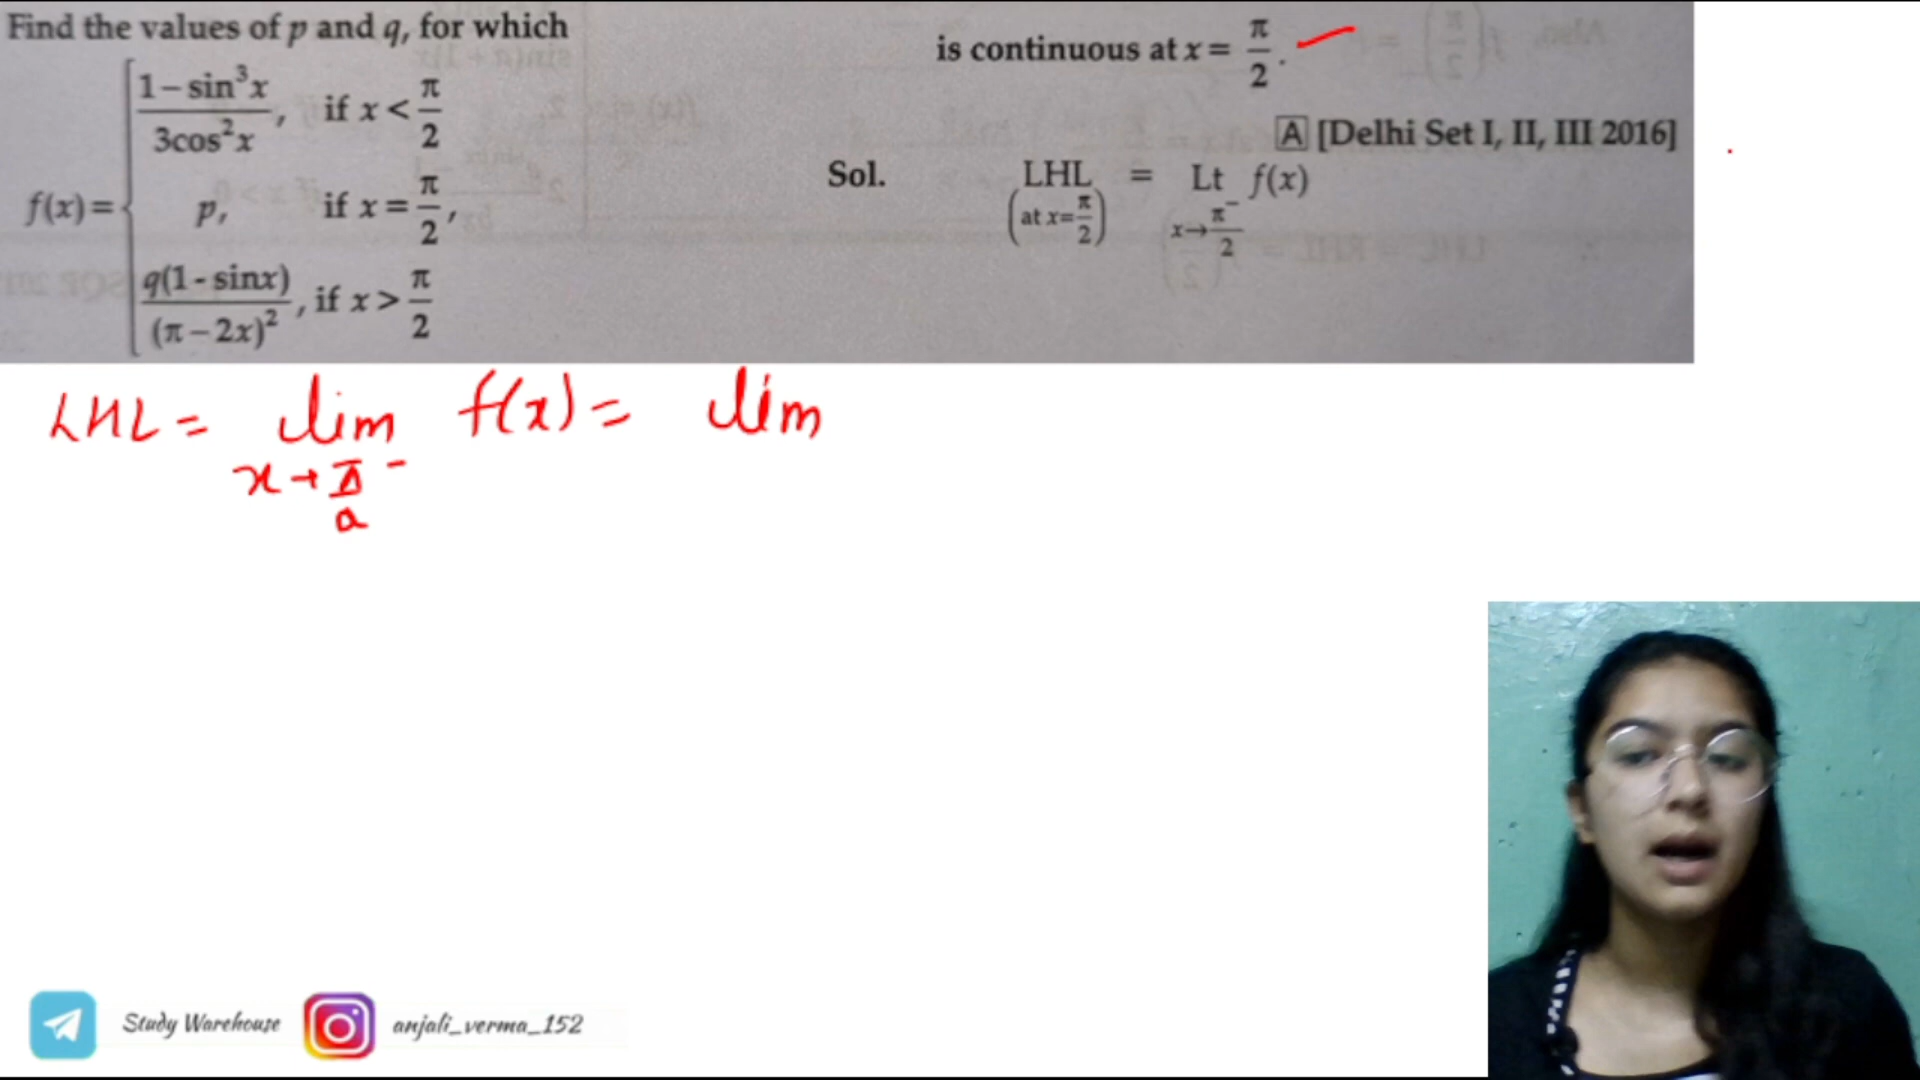 Find the values of p and q, for which
f(x) = { (1 − sin³x) / (3cos²x), if x < π/2
p, if x = π/2,
q(1 - sinx) / (π − 2x)², if x > π/2
is continuous at x = π/2.
A [Delhi Set I, II, III 2016]
Sol. LHL (at x=π/2) = Lt x→π⁻/2 f(x)
LHL = lim x→π/2⁻ f(x) = lim
Study Warehouse
anjali_verma_152